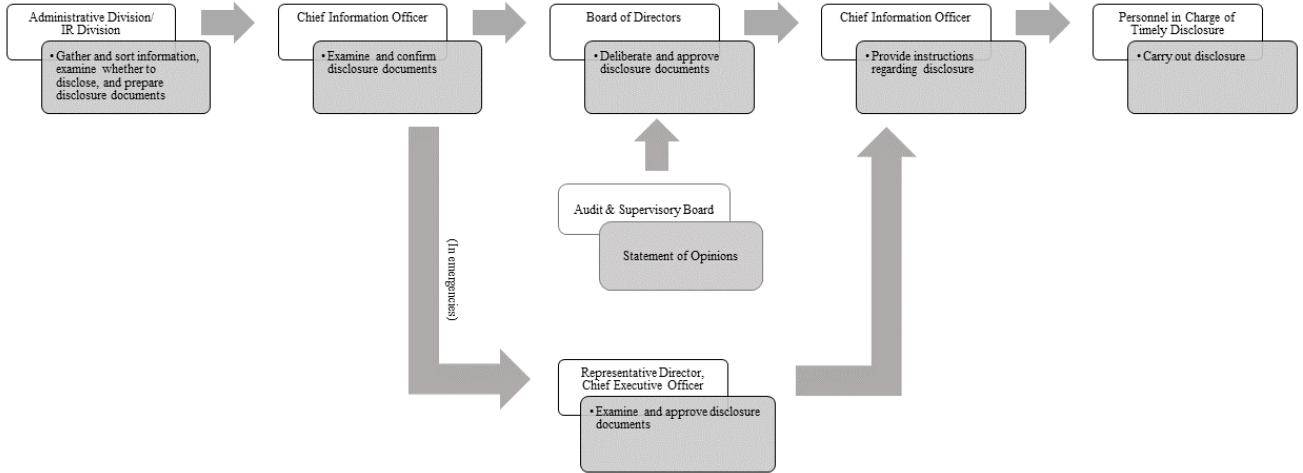 Administrative Division/
IR Division
• Gather and sort information,
examine whether to
disclose, and prepare
disclosure documents
Chief Information Officer
• Examine and confirm
disclosure documents
Board of Directors
• Deliberate and approve
disclosure documents
Chief Information Officer
• Provide instructions
regarding disclosure
Personnel in Charge of
Timely Disclosure
• Carry out disclosure
Audit & Supervisory Board
Statement of Opinions
(In emergencies)
Representative Director,
Chief Executive Officer
• Examine and approve disclosure
documents